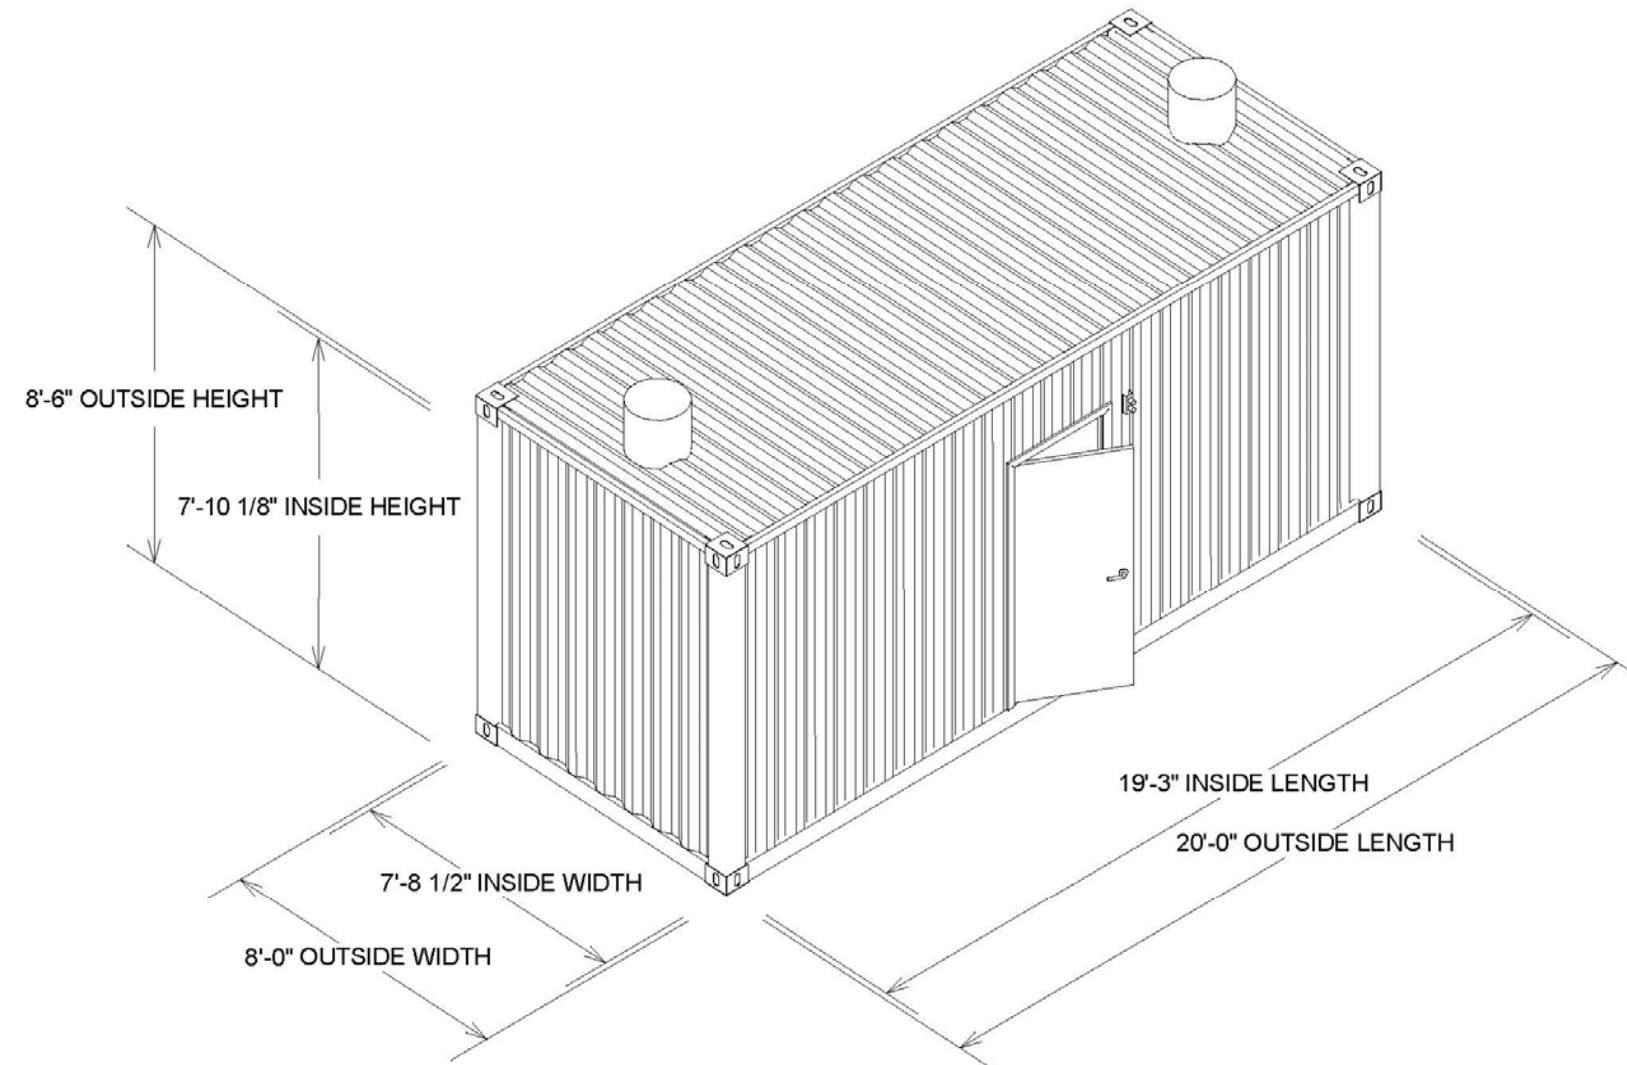 8'-6" OUTSIDE HEIGHT
7'-10 1/8" INSIDE HEIGHT
19'-3" INSIDE LENGTH
20'-0" OUTSIDE LENGTH
7'-8 1/2" INSIDE WIDTH
8'-0" OUTSIDE WIDTH